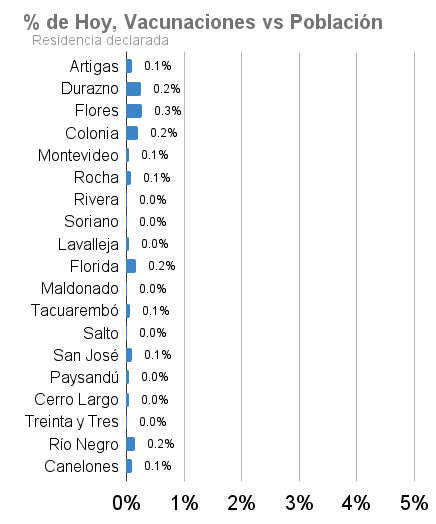 % de Hoy, Vacunaciones vs Población
Residencia declarada
Artigas 0.1%
Durazno 0.2%
Flores 0.3%
Colonia 0.2%
Montevideo 0.1%
Rocha 0.1%
Rivera 0.0%
Soriano 0.0%
Lavalleja 0.0%
Florida 0.2%
Maldonado 0.0%
Tacuarembó 0.1%
Salto 0.0%
San José 0.1%
Paysandú 0.0%
Cerro Largo 0.0%
Treinta y Tres 0.0%
Río Negro 0.2%
Canelones 0.1%
0% 1% 2% 3% 4% 5%